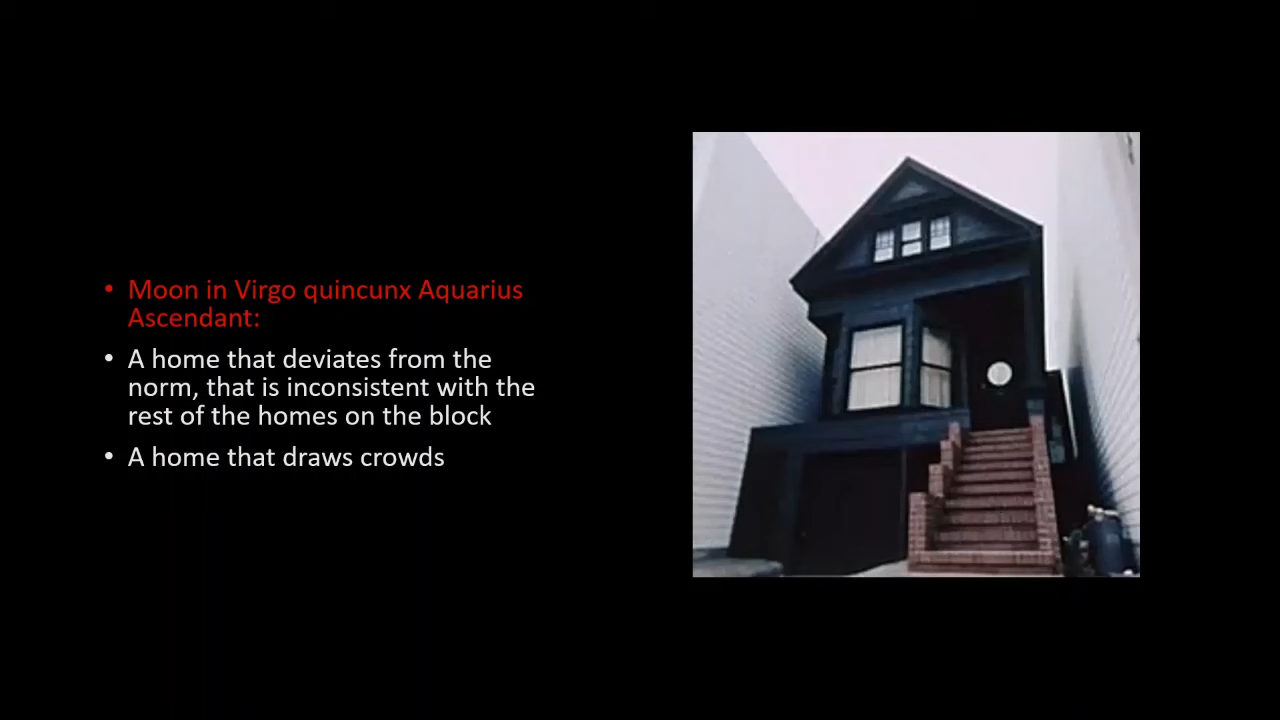 • Moon in Virgo quincunx Aquarius
Ascendant:
• A home that deviates from the
norm, that is inconsistent with the
rest of the homes on the block
• A home that draws crowds